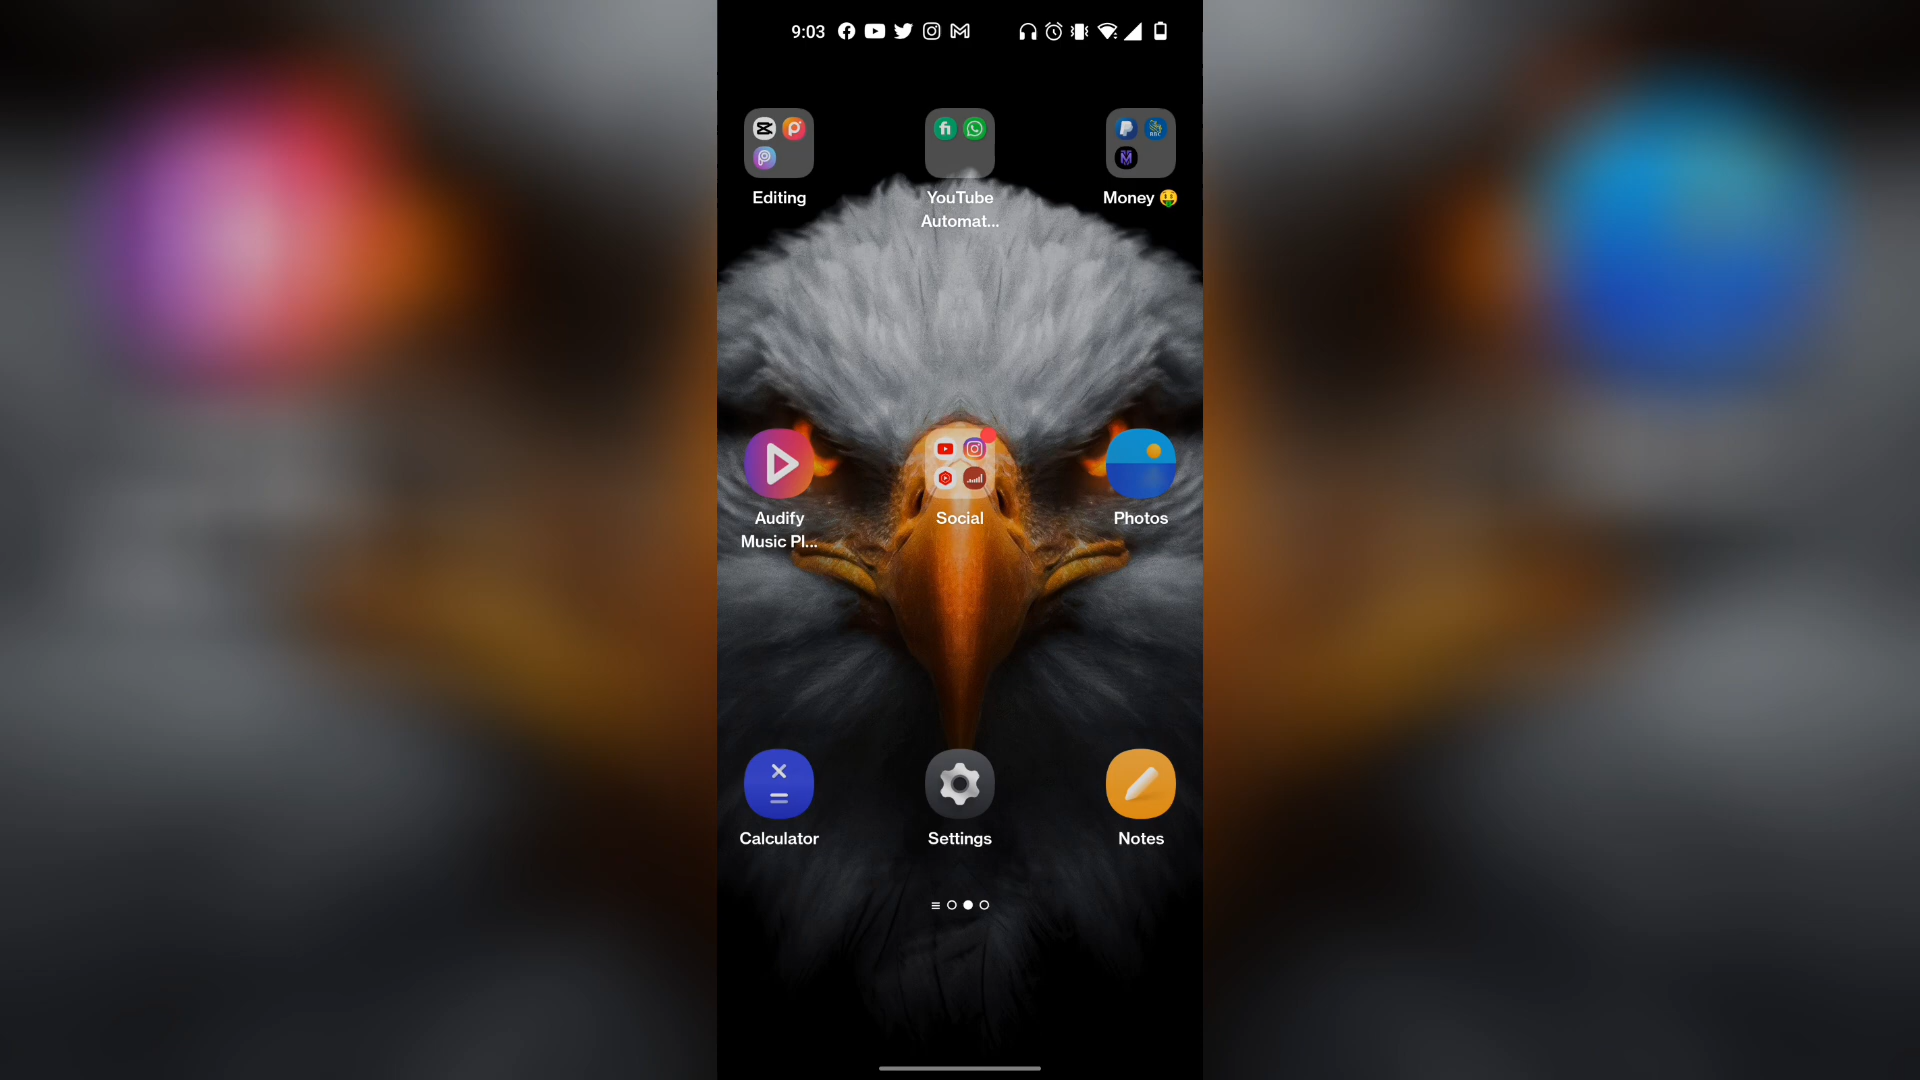 9:03
Editing
YouTube
Automat...
Money 🤑
Audify
Music Pl...
Social
Photos
Calculator
Settings
Notes